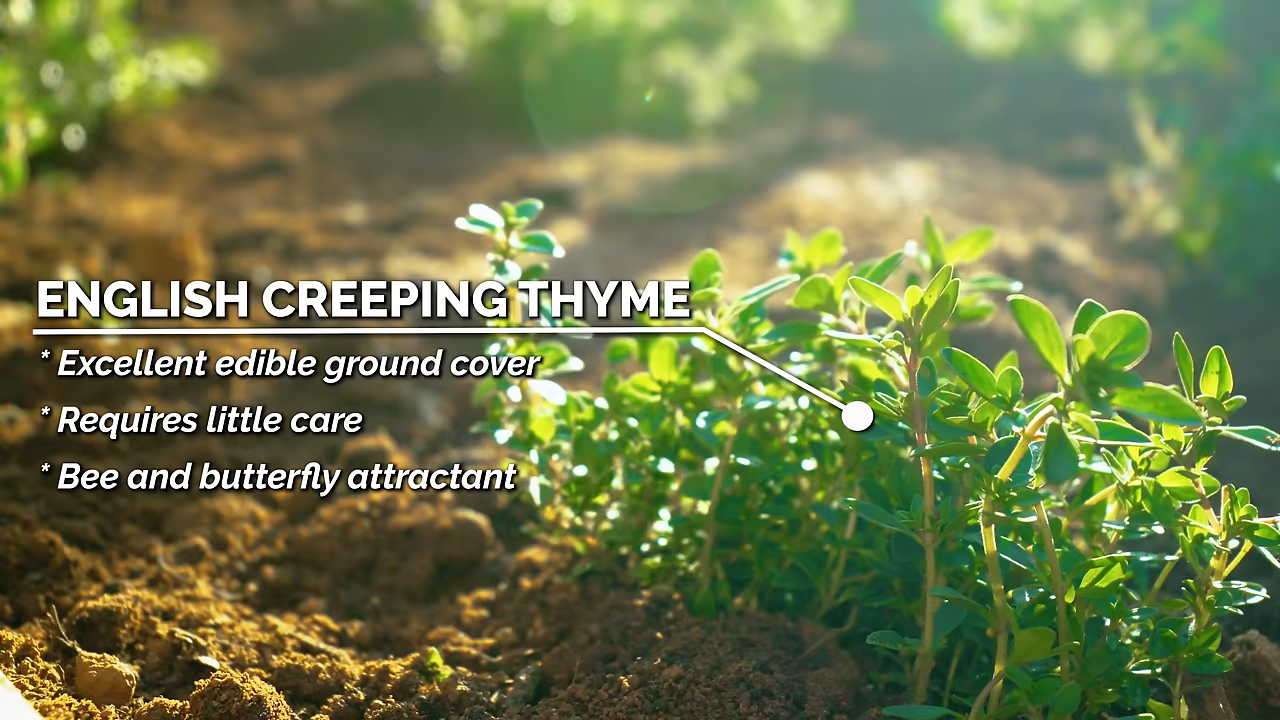 ENGLISH CREEPING THYME
* Excellent edible ground cover
* Requires little care
* Bee and butterfly attractant